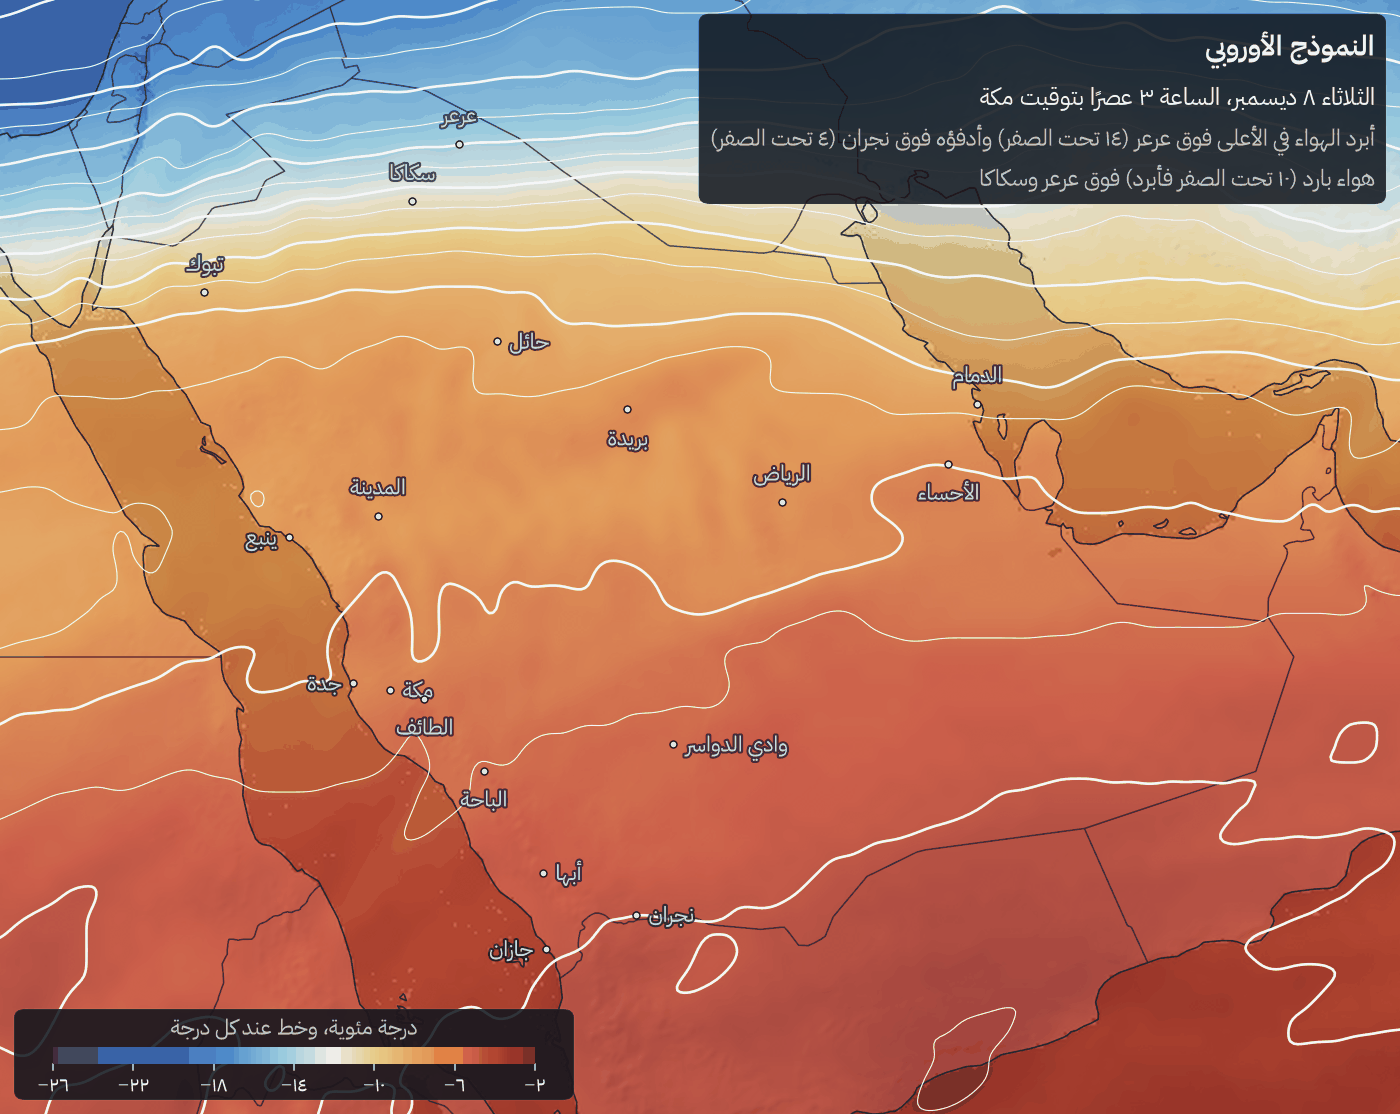 النموذج الأوروبي
الثلاثاء ٨ ديسمبر، الساعة ٣ عصرًا بتوقيت مكة
أبرد الهواء في الأعلى فوق عرعر (١٤ تحت الصفر) وأدفؤه فوق نجران (٤ تحت الصفر)
هواء بارد (١٠ تحت الصفر فأبرد) فوق عرعر وسكاكا
عرعر
سكاكا
تبوك
حائل
الدمام
بريدة
الرياض
المدينة
الأحساء
ينبع
جدة
مكة
الطائف
وادي الدواسر
الباحة
أبها
نجران
جازان
درجة مئوية، وخط عند كل درجة
−٢٦ −٢٢ −١٨ −١٤ −١٠ −٦ −٢